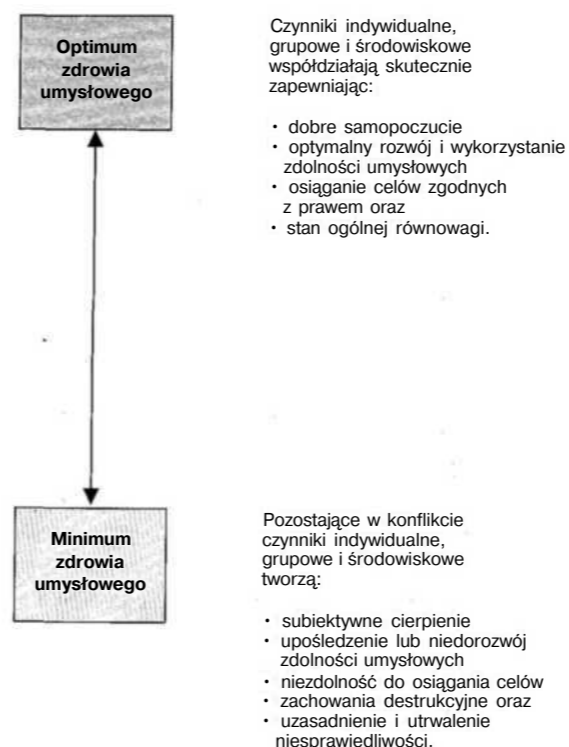 Optimum
zdrowia
umysłowego
Czynniki indywidualne,
grupowe i środowiskowe
współdziałają skutecznie
zapewniając:
• dobre samopoczucie
• optymalny rozwój i wykorzystanie
zdolności umysłowych
• osiąganie celów zgodnych
z prawem oraz
• stan ogólnej równowagi.
Minimum
zdrowia
umysłowego
Pozostające w konflikcie
czynniki indywidualne,
grupowe i środowiskowe
tworzą:
• subiektywne cierpienie
• upośledzenie lub niedorozwój
zdolności umysłowych
• niezdolność do osiągania celów
• zachowania destrukcyjne oraz
• uzasadnienie i utrwalenie
niesprawiedliwości.